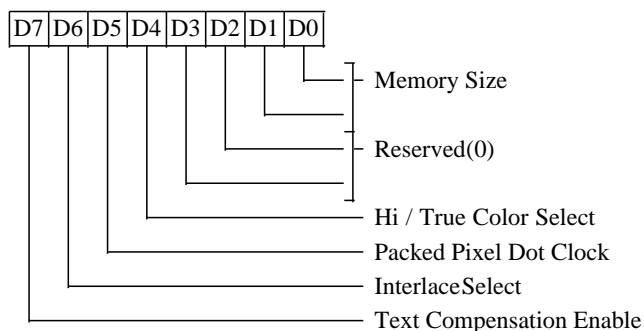 D7 D6 D5 D4 D3 D2 D1 D0
Memory Size
Reserved(0)
Hi / True Color Select
Packed Pixel Dot Clock
InterlaceSelect
Text Compensation Enable